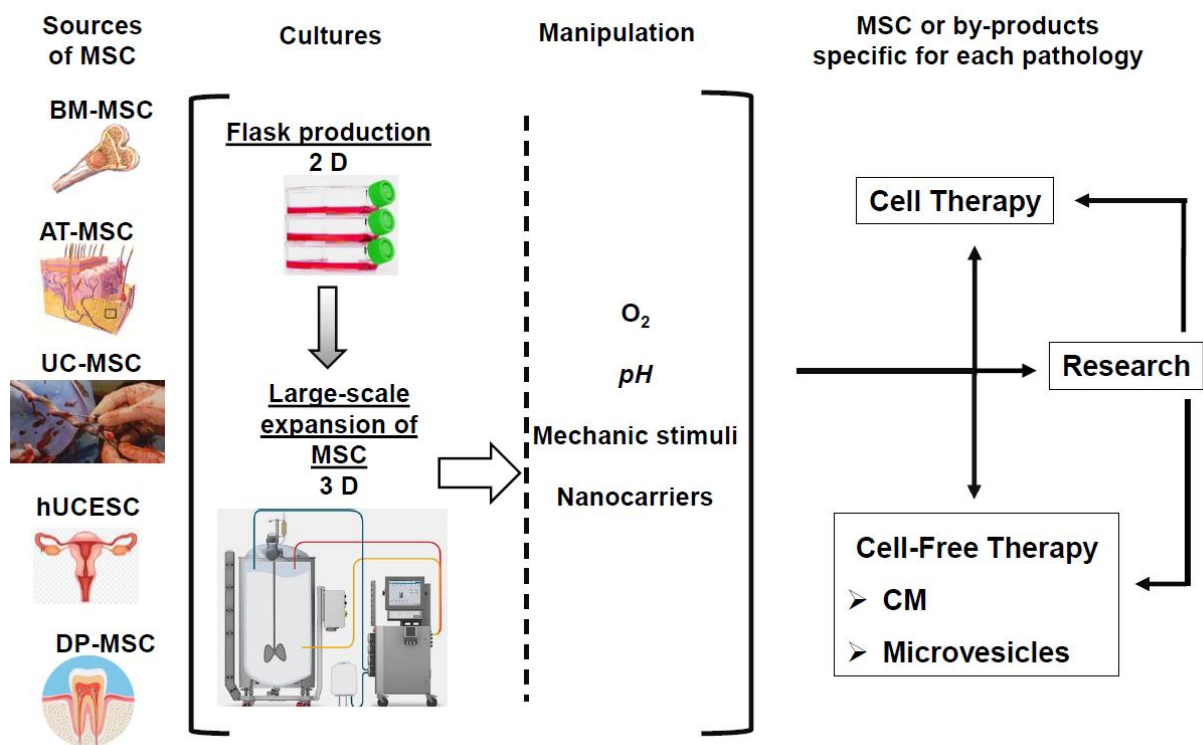 Sources
of MSC
Cultures
Manipulation
MSC or by-products
specific for each pathology
BM-MSC
AT-MSC
UC-MSC
hUCESC
DP-MSC
Flask production
2 D
Large-scale
expansion of
MSC
3 D
O₂
pH
Mechanic stimuli
Nanocarriers
Cell Therapy
Research
Cell-Free Therapy
➢ CM
➢ Microvesicles